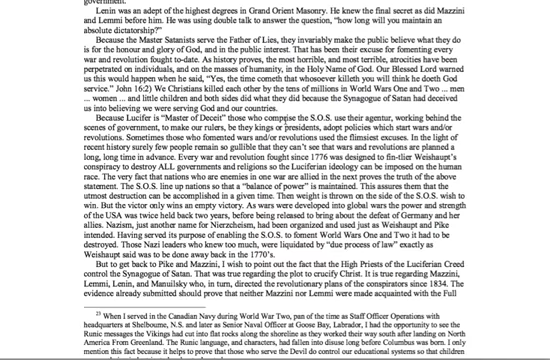 government.
Lenin was an adept of the highest degrees in Grand Orient Masonry. He knew the final secret as did Mazzini
and Lemmi before him. He was using double talk to answer the question, "how long will you maintain an
absolute dictatorship?"
Because the Master Satanists serve the Father of Lies, they invariably make the public believe what they do
is for the honour and glory of God, and in the public interest. That has been their excuse for fomenting every
war and revolution fought to-date. As history proves, the most horrible, and most terrible, atrocities have been
perpetrated on individuals, and on the masses of humanity, in the Holy Name of God. Our Blessed Lord warned
us this would happen when he said, "Yes, the time cometh that whosoever killeth you will think he doeth God
service." John 16:2) We Christians killed each other by the tens of millions in World Wars One and Two ... men
... women ... and little children and both sides did what they did because the Synagogue of Satan had deceived
us into believing we were serving God and our countries.
Because Lucifer is "Master of Deceit" those who comprise the S.O.S. use their agentur, working behind the
scenes of government, to make our rulers, be they kings or presidents, adopt policies which start wars and/or
revolutions. Sometimes those who fomented wars and/or revolutions used the flimsiest excuses. In the light of
recent history surely few people remain so gullible that they can't see that wars and revolutions are planned a
long, long time in advance. Every war and revolution fought since 1776 was designed to fin-tlier Weishaupt's
conspiracy to destroy ALL governments and religions so the Luciferian ideology can be imposed on the human
race. The very fact that nations who are enemies in one war are allied in the next proves the truth of the above
statement. The S.O.S. line up nations so that a "balance of power" is maintained. This assures them that the
utmost destruction can be accomplished in a given time. Then weight is thrown on the side of the S.O.S. wish to
win. But the victor only wins an empty victory. As wars were developed into global wars the power and strength
of the USA was twice held back two years, before being released to bring about the defeat of Germany and her
allies. Nazism, just another name for Nierzcheism, had been organized and used just as Weishaupt and Pike
intended. Having served its purpose of enabling the S.O.S. to foment World Wars One and Two it had to be
destroyed. Those Nazi leaders who knew too much, were liquidated by "due process of law" exactly as
Weishaupt said was to be done away back in the 1770's.
But to get back to Pike and Mazzini, I wish to point out the fact that the High Priests of the Luciferian Creed
control the Synagogue of Satan. That was true regarding the plot to crucify Christ. It is true regarding Mazzini,
Lemmi, Lenin, and Manuilsky who, in turn, directed the revolutionary plans of the conspirators since 1834. The
evidence already submitted should prove that neither Mazzini nor Lemmi were made acquainted with the Full
23 When I served in the Canadian Navy during World War Two, pan of the time as Staff Officer Operations with
headquarters at Shelbourne, N.S. and later as Senior Naval Officer at Goose Bay, Labrador, I had the opportunity to see the
Runic messages the Vikings had cut into flat rocks along the shoreline as they worked their way south after landing on North
America From Greenland. The Runic language, and characters, had fallen into disuse long before Columbus was born. I only
mention this fact because it helps to prove that those who serve the Devil do control our educational systems so that children